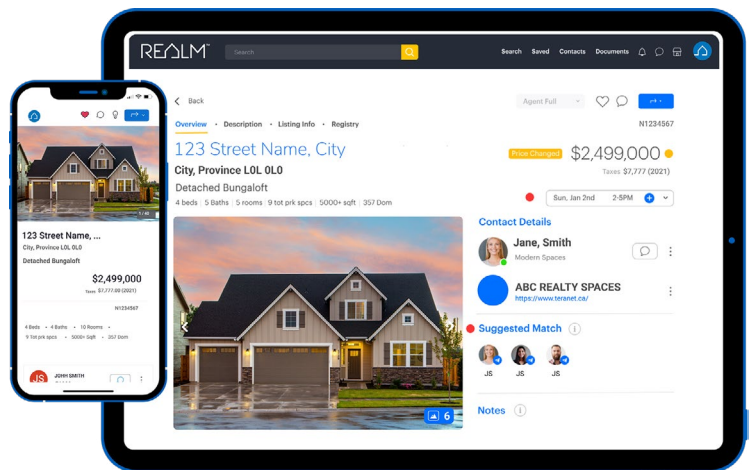 REALM
Search
Search Saved Contacts Documents
Back
Agent Full
Overview • Description • Listing Info • Registry
N1234567
123 Street Name, City
Price Changed $2,499,000
Taxes $7,777 (2021)
City, Province L0L 0L0
Detached Bungaloft
4 beds 5 Baths 5 rooms 9 tot prk spcs 5000+ sqft 357 Dom
Sun, Jan 2nd 2-5PM
Contact Details
Jane, Smith
Modern Spaces
ABC REALTY SPACES
https://www.teranet.ca/
Suggested Match
JS JS JS
Notes
6
1 / 40
123 Street Name, ...
City, Province L0L 0L0
Detached Bungaloft
$2,499,000
Taxes $7,777.00 (2021)
N1234567
4 Beds • 4 Baths • 10 Rooms •
9 Tot prk spcs • 5000+ Sqft • 357 Dom
JS
JOHH SMITH